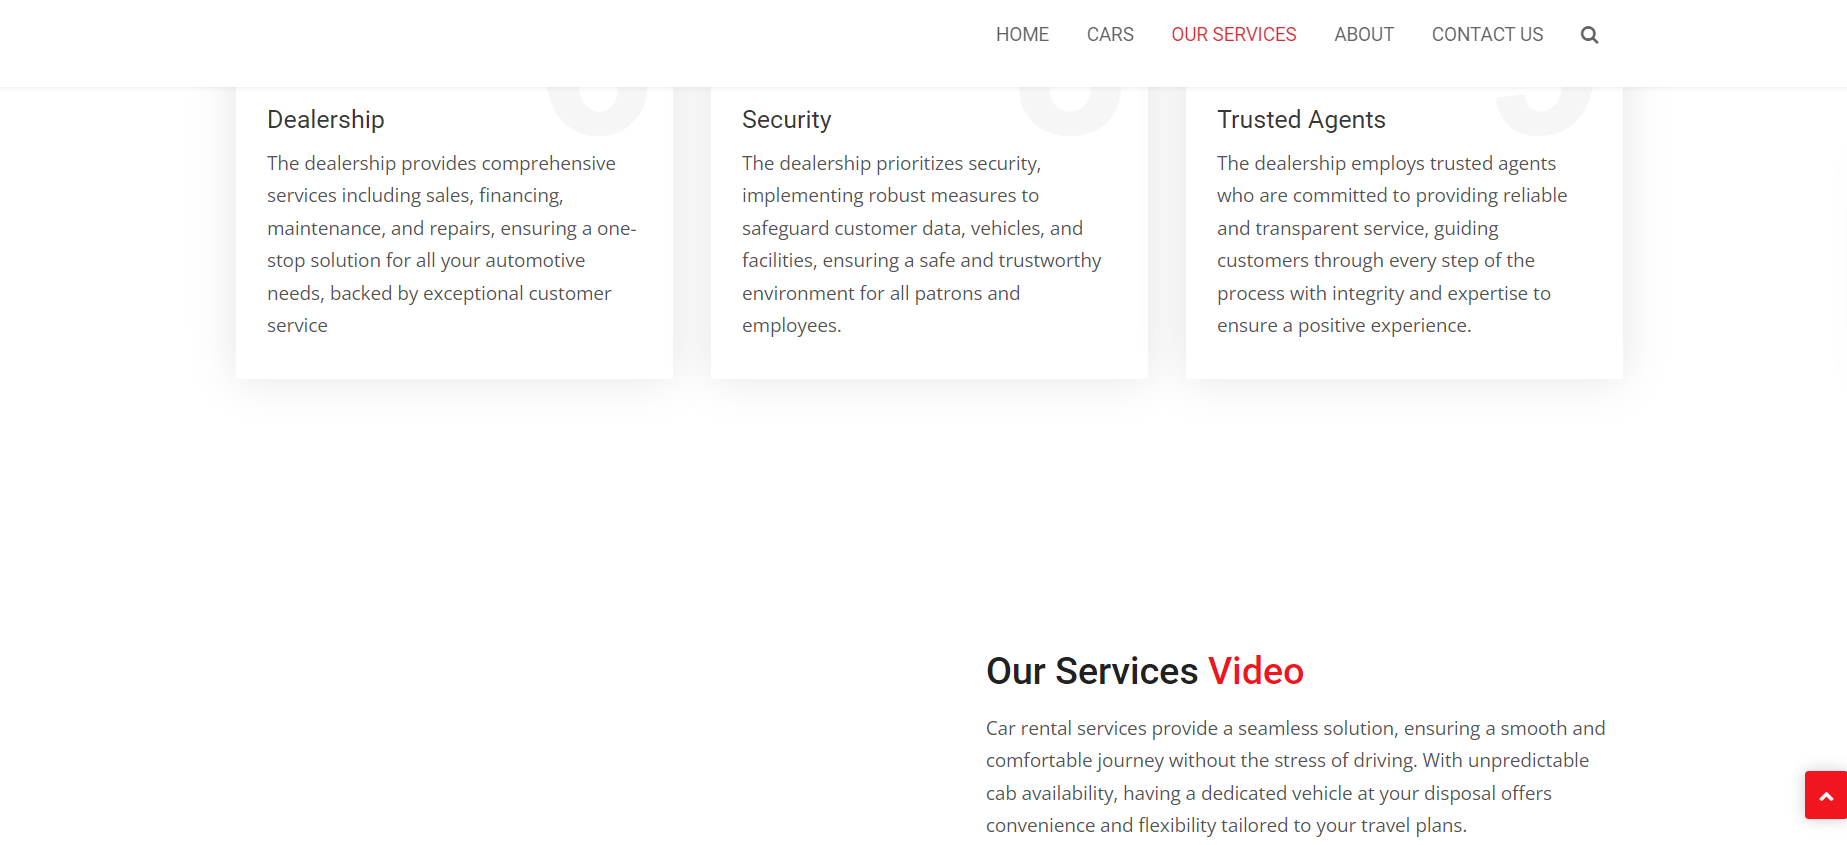 HOME CARS OUR SERVICES ABOUT CONTACT US
Dealership
The dealership provides comprehensive
services including sales, financing,
maintenance, and repairs, ensuring a one-
stop solution for all your automotive
needs, backed by exceptional customer
service
Security
The dealership prioritizes security,
implementing robust measures to
safeguard customer data, vehicles, and
facilities, ensuring a safe and trustworthy
environment for all patrons and
employees.
Trusted Agents
The dealership employs trusted agents
who are committed to providing reliable
and transparent service, guiding
customers through every step of the
process with integrity and expertise to
ensure a positive experience.
Our Services Video
Car rental services provide a seamless solution, ensuring a smooth and
comfortable journey without the stress of driving. With unpredictable
cab availability, having a dedicated vehicle at your disposal offers
convenience and flexibility tailored to your travel plans.